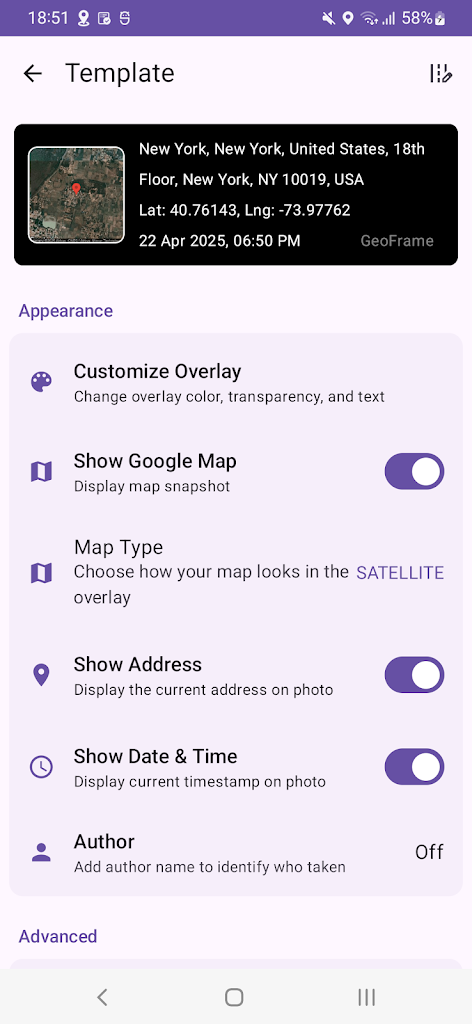 18:51
58%
Template
New York, New York, United States, 18th
Floor, New York, NY 10019, USA
Lat: 40.76143, Lng: -73.97762
22 Apr 2025, 06:50 PM
GeoFrame
Appearance
Customize Overlay
Change overlay color, transparency, and text
Show Google Map
Display map snapshot
Map Type
Choose how your map looks in the
overlay
SATELLITE
Show Address
Display the current address on photo
Show Date & Time
Display current timestamp on photo
Author
Add author name to identify who taken
Off
Advanced